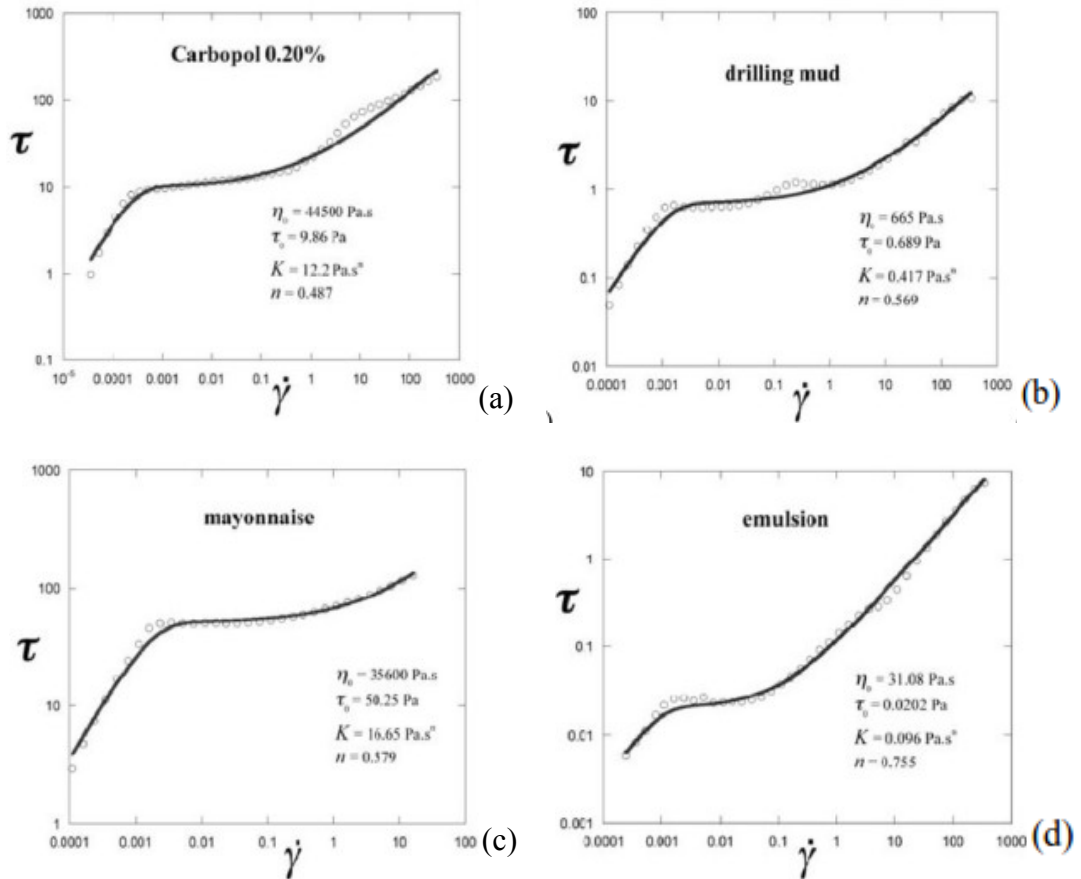 1000
Carbopol 0.20%
100
τ
10
η₀ = 44500 Pa.s
τ₀ = 9.86 Pa
1
K = 12.2 Pa.sⁿ
n = 0.487
0.1
10⁻⁵ 0.0001 0.001 0.01 0.1 1 10 100 1000
γ̇
(a)
100
drilling mud
10
τ
1
η₀ = 665 Pa.s
τ₀ = 0.689 Pa
0.1
K = 0.417 Pa.sⁿ
n = 0.569
0.01
0.0001 0.001 0.01 0.1 1 10 100 1000
γ̇
(b)
)
1000
mayonnaise
100
τ
η₀ = 35600 Pa.s
τ₀ = 50.25 Pa
10
K = 16.65 Pa.sⁿ
n = 0.579
1
0.0001 0.001 0.01 0.1 1 10 100
γ̇
(c)
10
emulsion
1
τ
0.1
η₀ = 31.08 Pa.s
τ₀ = 0.0202 Pa
0.01
K = 0.096 Pa.sⁿ
n = 0.755
0.001
0.0001 0.001 0.01 0.1 1 10 100 1000
γ̇
(d)